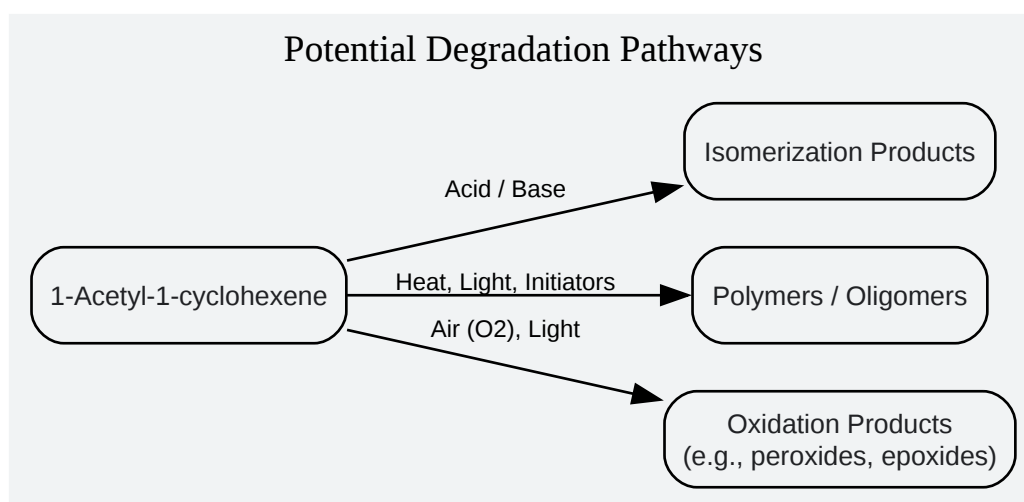 Potential Degradation Pathways
Isomerization Products
Acid / Base
1-Acetyl-1-cyclohexene
Heat, Light, Initiators
Polymers / Oligomers
Air (O2), Light
Oxidation Products
(e.g., peroxides, epoxides)